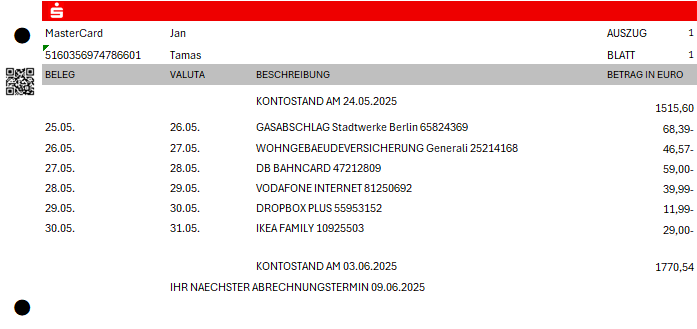 MasterCard Jan AUSZUG 1
5160356974786601 Tamas BLATT 1
BELEG VALUTA BESCHREIBUNG BETRAG IN EURO
KONTOSTAND AM 24.05.2025 1515,60
25.05. 26.05. GASABSCHLAG Stadtwerke Berlin 65824369 68,39-
26.05. 27.05. WOHNGEBAEUDEVERSICHERUNG Generali 25214168 46,57-
27.05. 28.05. DB BAHNCARD 47212809 59,00-
28.05. 29.05. VODAFONE INTERNET 81250692 39,99-
29.05. 30.05. DROPBOX PLUS 55953152 11,99-
30.05. 31.05. IKEA FAMILY 10925503 29,00-
KONTOSTAND AM 03.06.2025 1770,54
IHR NAECHSTER ABRECHNUNGSTERMIN 09.06.2025